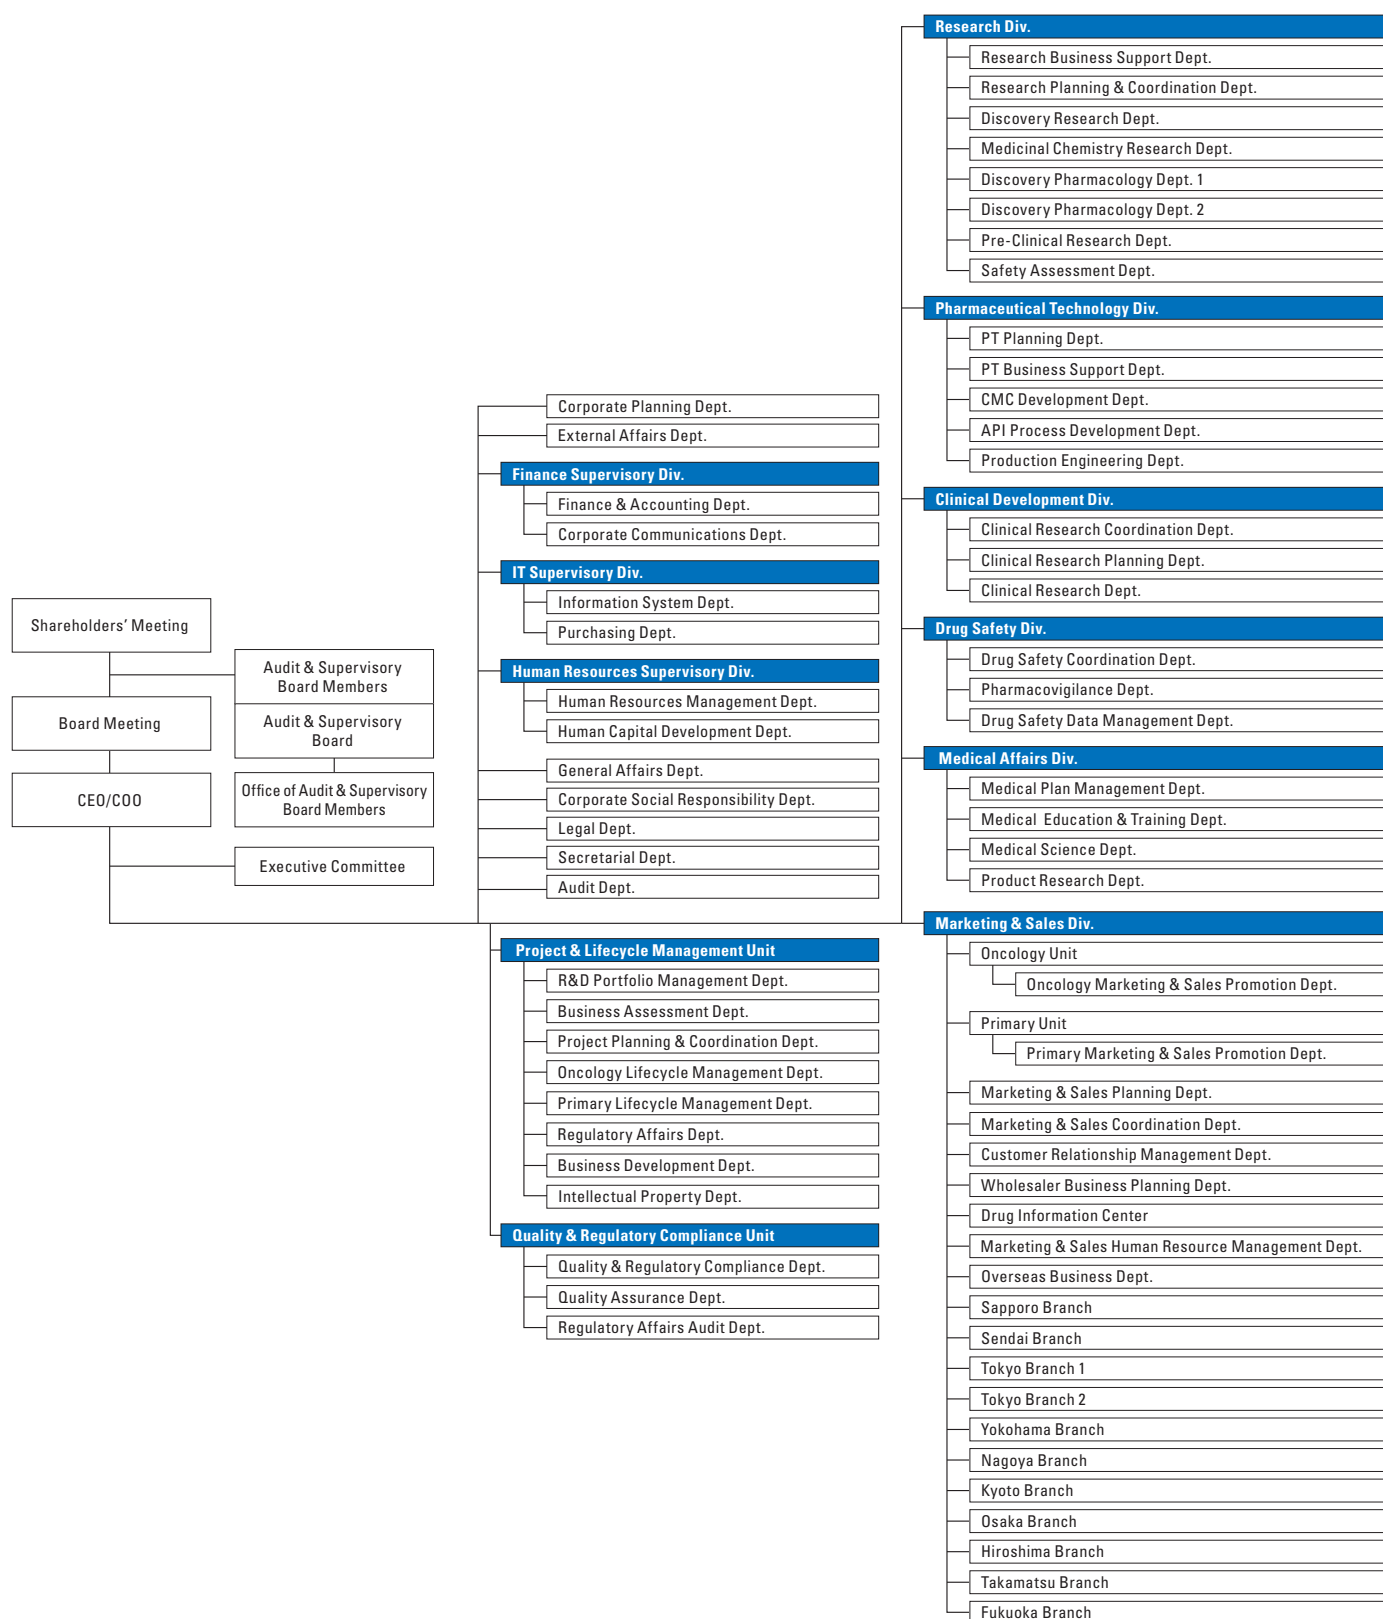 Shareholders’ Meeting
Audit & Supervisory
Board Members
Board Meeting
Audit & Supervisory
Board
CEO/COO
Office of Audit & Supervisory
Board Members
Executive Committee
Corporate Planning Dept.
External Affairs Dept.
Finance Supervisory Div.
Finance & Accounting Dept.
Corporate Communications Dept.
IT Supervisory Div.
Information System Dept.
Purchasing Dept.
Human Resources Supervisory Div.
Human Resources Management Dept.
Human Capital Development Dept.
General Affairs Dept.
Corporate Social Responsibility Dept.
Legal Dept.
Secretarial Dept.
Audit Dept.
Project & Lifecycle Management Unit
R&D Portfolio Management Dept.
Business Assessment Dept.
Project Planning & Coordination Dept.
Oncology Lifecycle Management Dept.
Primary Lifecycle Management Dept.
Regulatory Affairs Dept.
Business Development Dept.
Intellectual Property Dept.
Quality & Regulatory Compliance Unit
Quality & Regulatory Compliance Dept.
Quality Assurance Dept.
Regulatory Affairs Audit Dept.
Research Div.
Research Business Support Dept.
Research Planning & Coordination Dept.
Discovery Research Dept.
Medicinal Chemistry Research Dept.
Discovery Pharmacology Dept. 1
Discovery Pharmacology Dept. 2
Pre-Clinical Research Dept.
Safety Assessment Dept.
Pharmaceutical Technology Div.
PT Planning Dept.
PT Business Support Dept.
CMC Development Dept.
API Process Development Dept.
Production Engineering Dept.
Clinical Development Div.
Clinical Research Coordination Dept.
Clinical Research Planning Dept.
Clinical Research Dept.
Drug Safety Div.
Drug Safety Coordination Dept.
Pharmacovigilance Dept.
Drug Safety Data Management Dept.
Medical Affairs Div.
Medical Plan Management Dept.
Medical Education & Training Dept.
Medical Science Dept.
Product Research Dept.
Marketing & Sales Div.
Oncology Unit
Oncology Marketing & Sales Promotion Dept.
Primary Unit
Primary Marketing & Sales Promotion Dept.
Marketing & Sales Planning Dept.
Marketing & Sales Coordination Dept.
Customer Relationship Management Dept.
Wholesaler Business Planning Dept.
Drug Information Center
Marketing & Sales Human Resource Management Dept.
Overseas Business Dept.
Sapporo Branch
Sendai Branch
Tokyo Branch 1
Tokyo Branch 2
Yokohama Branch
Nagoya Branch
Kyoto Branch
Osaka Branch
Hiroshima Branch
Takamatsu Branch
Fukuoka Branch